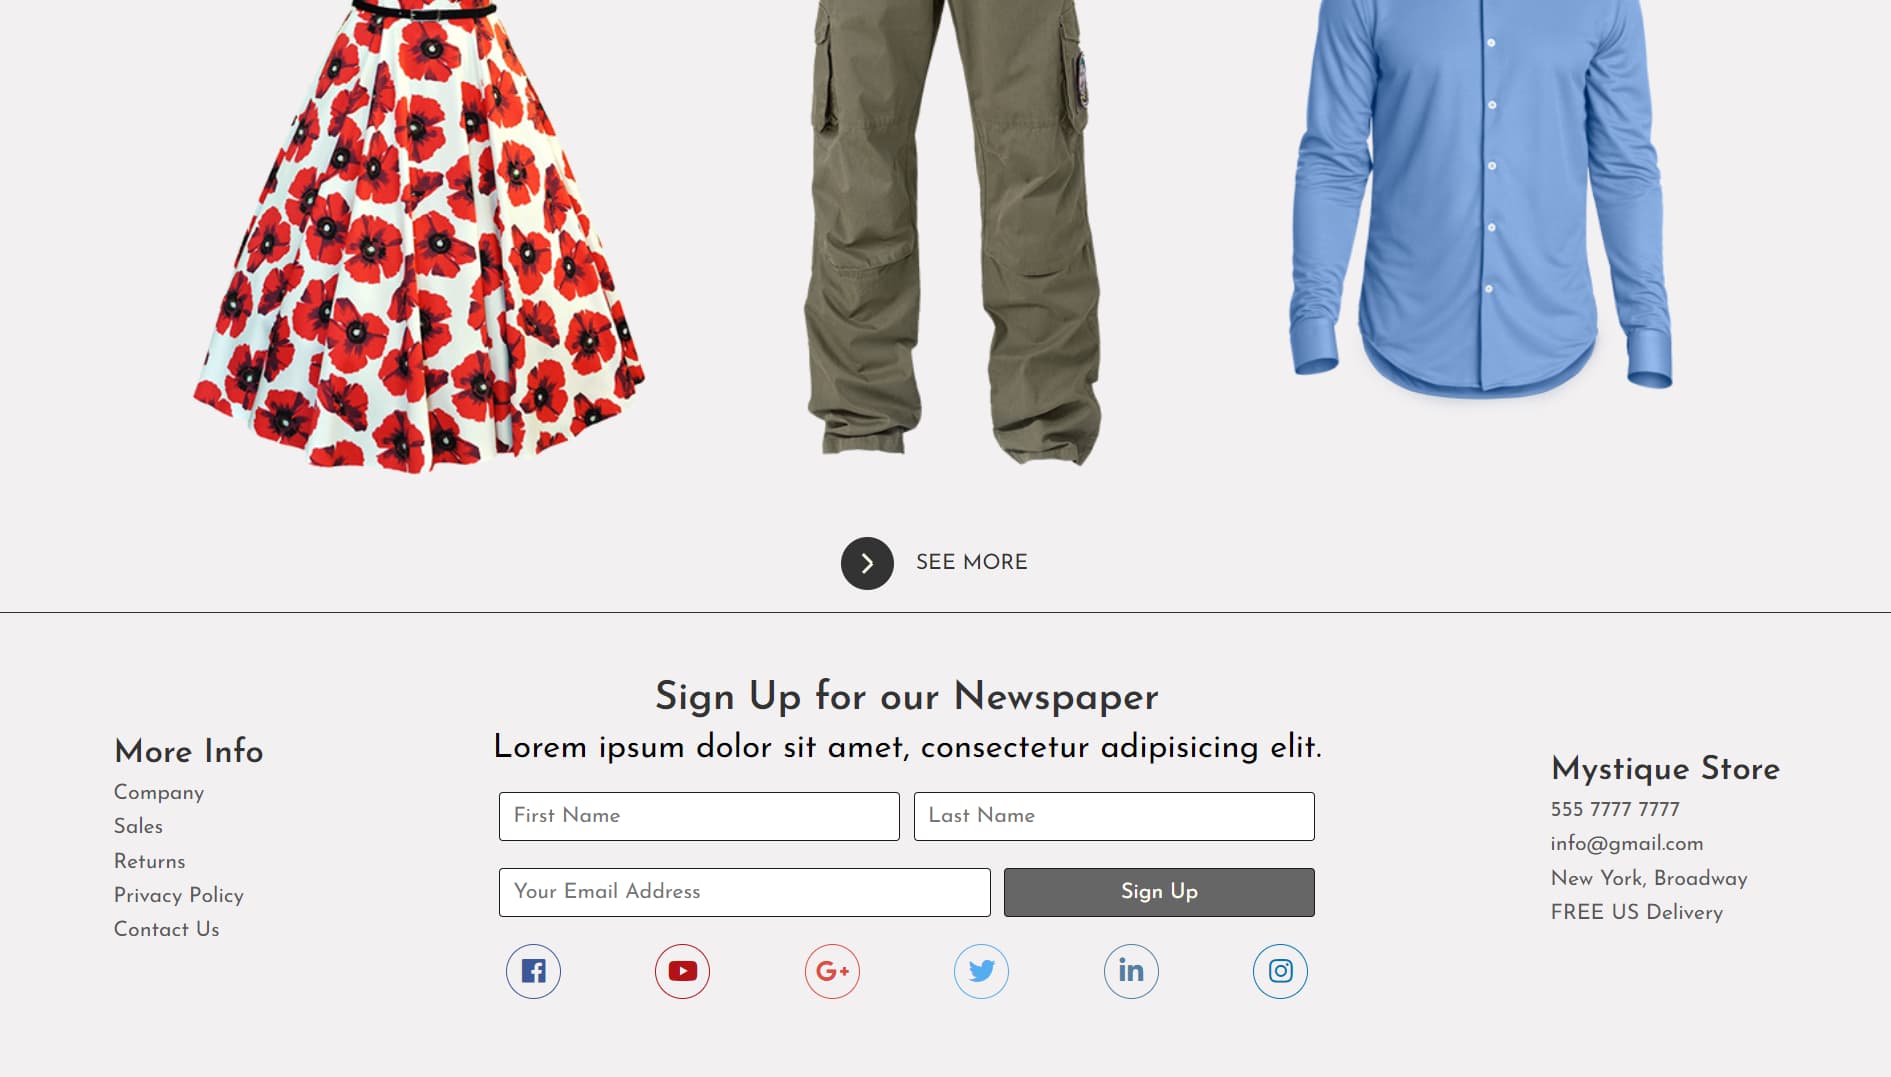 SEE MORE
More Info
Company
Sales
Returns
Privacy Policy
Contact Us
Sign Up for our Newspaper
Lorem ipsum dolor sit amet, consectetur adipisicing elit.
First Name
Last Name
Your Email Address
Sign Up
Mystique Store
555 7777 7777
info@gmail.com
New York, Broadway
FREE US Delivery